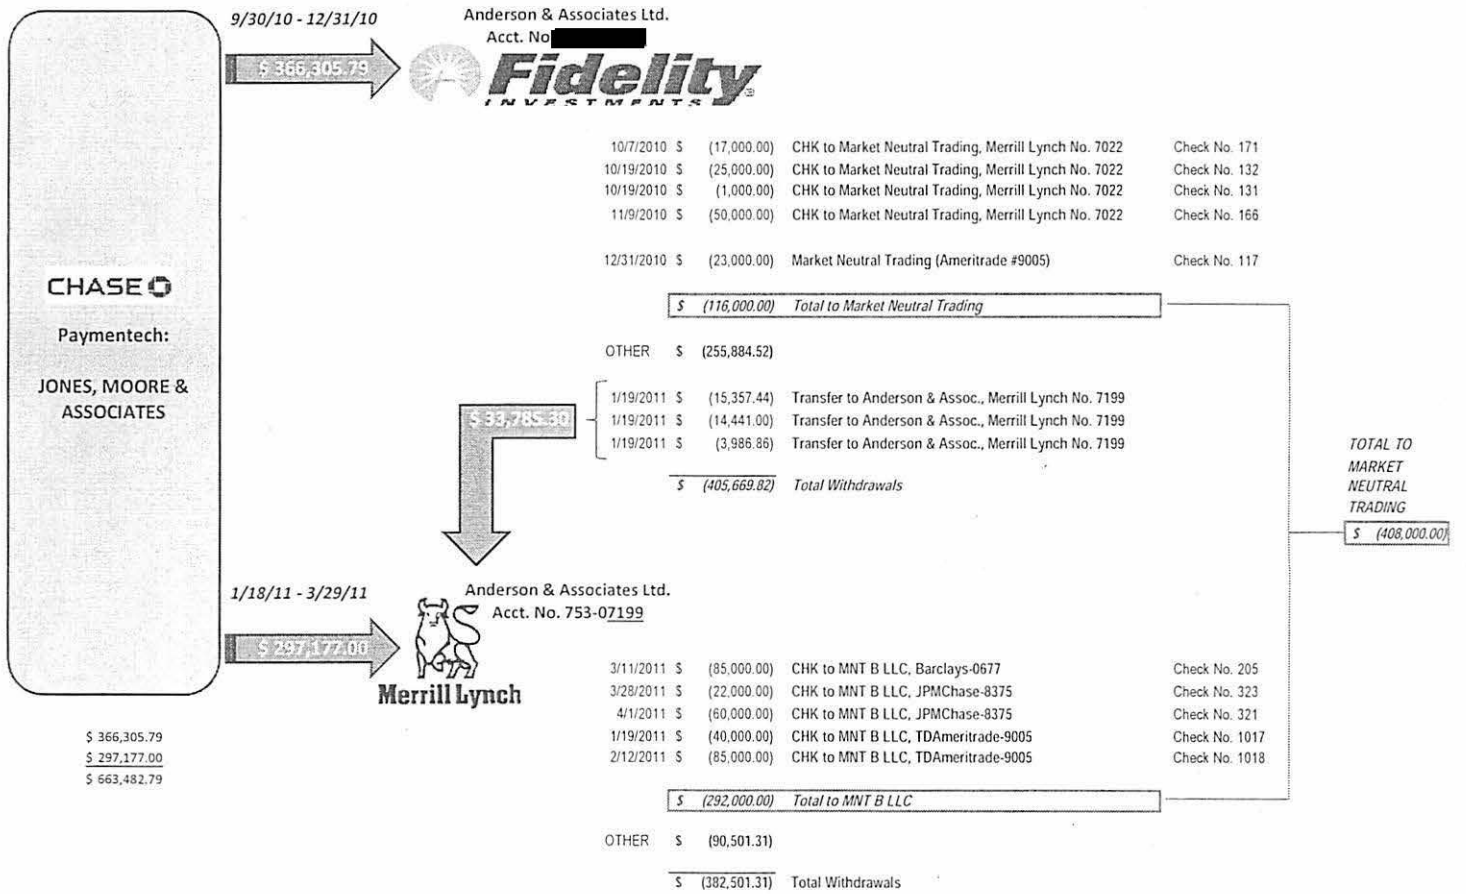 9/30/10 - 12/31/10
Anderson & Associates Ltd.
Acct. No
$ 366,305.79
Fidelity
INVESTMENTS
10/7/2010 $ (17,000.00) CHK to Market Neutral Trading, Merrill Lynch No. 7022 Check No. 171
10/19/2010 $ (25,000.00) CHK to Market Neutral Trading, Merrill Lynch No. 7022 Check No. 132
10/19/2010 $ (1,000.00) CHK to Market Neutral Trading, Merrill Lynch No. 7022 Check No. 131
11/9/2010 $ (50,000.00) CHK to Market Neutral Trading, Merrill Lynch No. 7022 Check No. 166
12/31/2010 $ (23,000.00) Market Neutral Trading (Ameritrade #9005) Check No. 117
$ (116,000.00) Total to Market Neutral Trading
CHASE
Paymentech:
JONES, MOORE &
ASSOCIATES
OTHER $ (255,884.52)
$ 33,785.30
1/19/2011 $ (15,357.44) Transfer to Anderson & Assoc., Merrill Lynch No. 7199
1/19/2011 $ (14,441.00) Transfer to Anderson & Assoc., Merrill Lynch No. 7199
1/19/2011 $ (3,986.86) Transfer to Anderson & Assoc., Merrill Lynch No. 7199
$ (405,669.82) Total Withdrawals
TOTAL TO
MARKET
NEUTRAL
TRADING
$ (408,000.00)
1/18/11 - 3/29/11
Anderson & Associates Ltd.
Acct. No. 753-07199
$ 297,177.00
Merrill Lynch
3/11/2011 $ (85,000.00) CHK to MNT B LLC, Barclays-0677 Check No. 205
3/28/2011 $ (22,000.00) CHK to MNT B LLC, JPMChase-8375 Check No. 323
4/1/2011 $ (60,000.00) CHK to MNT B LLC, JPMChase-8375 Check No. 321
1/19/2011 $ (40,000.00) CHK to MNT B LLC, TDAmeritrade-9005 Check No. 1017
2/12/2011 $ (85,000.00) CHK to MNT B LLC, TDAmeritrade-9005 Check No. 1018
$ (292,000.00) Total to MNT B LLC
$ 366,305.79
$ 297,177.00
$ 663,482.79
OTHER $ (90,501.31)
$ (382,501.31) Total Withdrawals